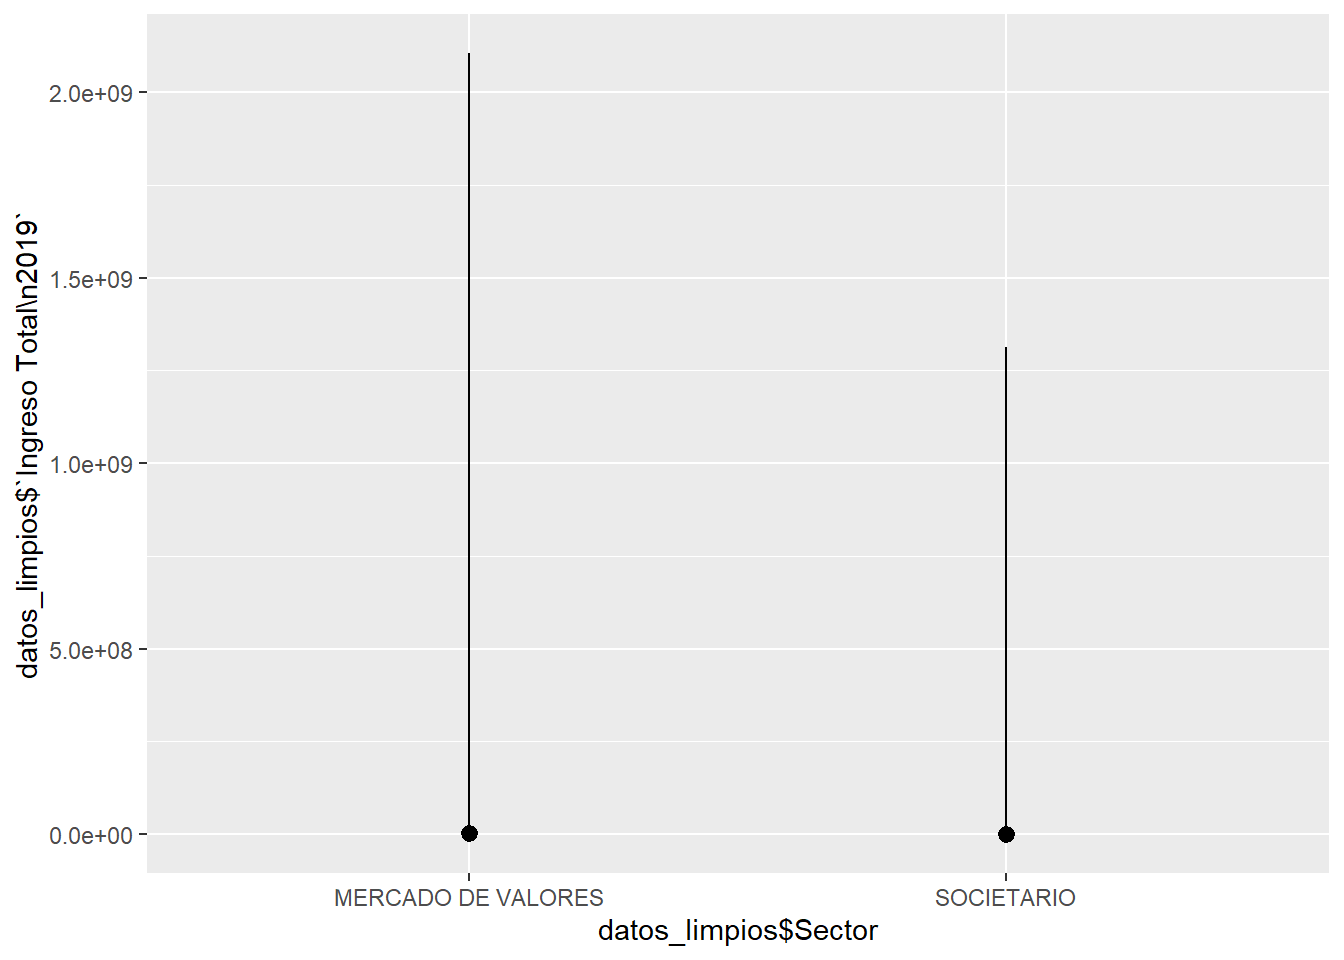 datos_limpios$`Ingreso Total\n2019`
2.0e+09
1.5e+09
1.0e+09
5.0e+08
0.0e+00
MERCADO DE VALORES
SOCIETARIO
datos_limpios$Sector